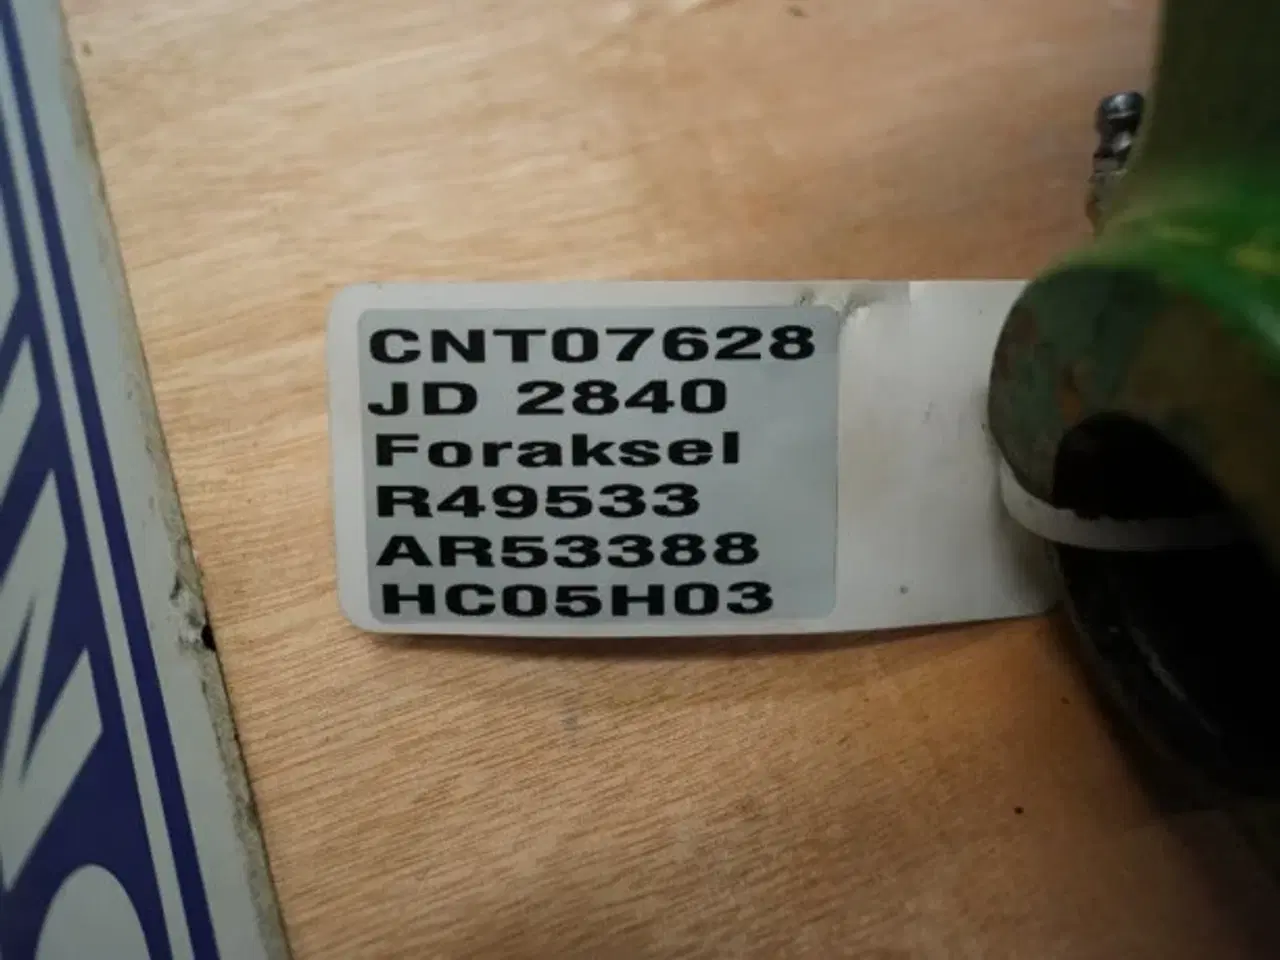 CNT07628
JD 2840
Foraksel
R49533
AR53388
HC05H03